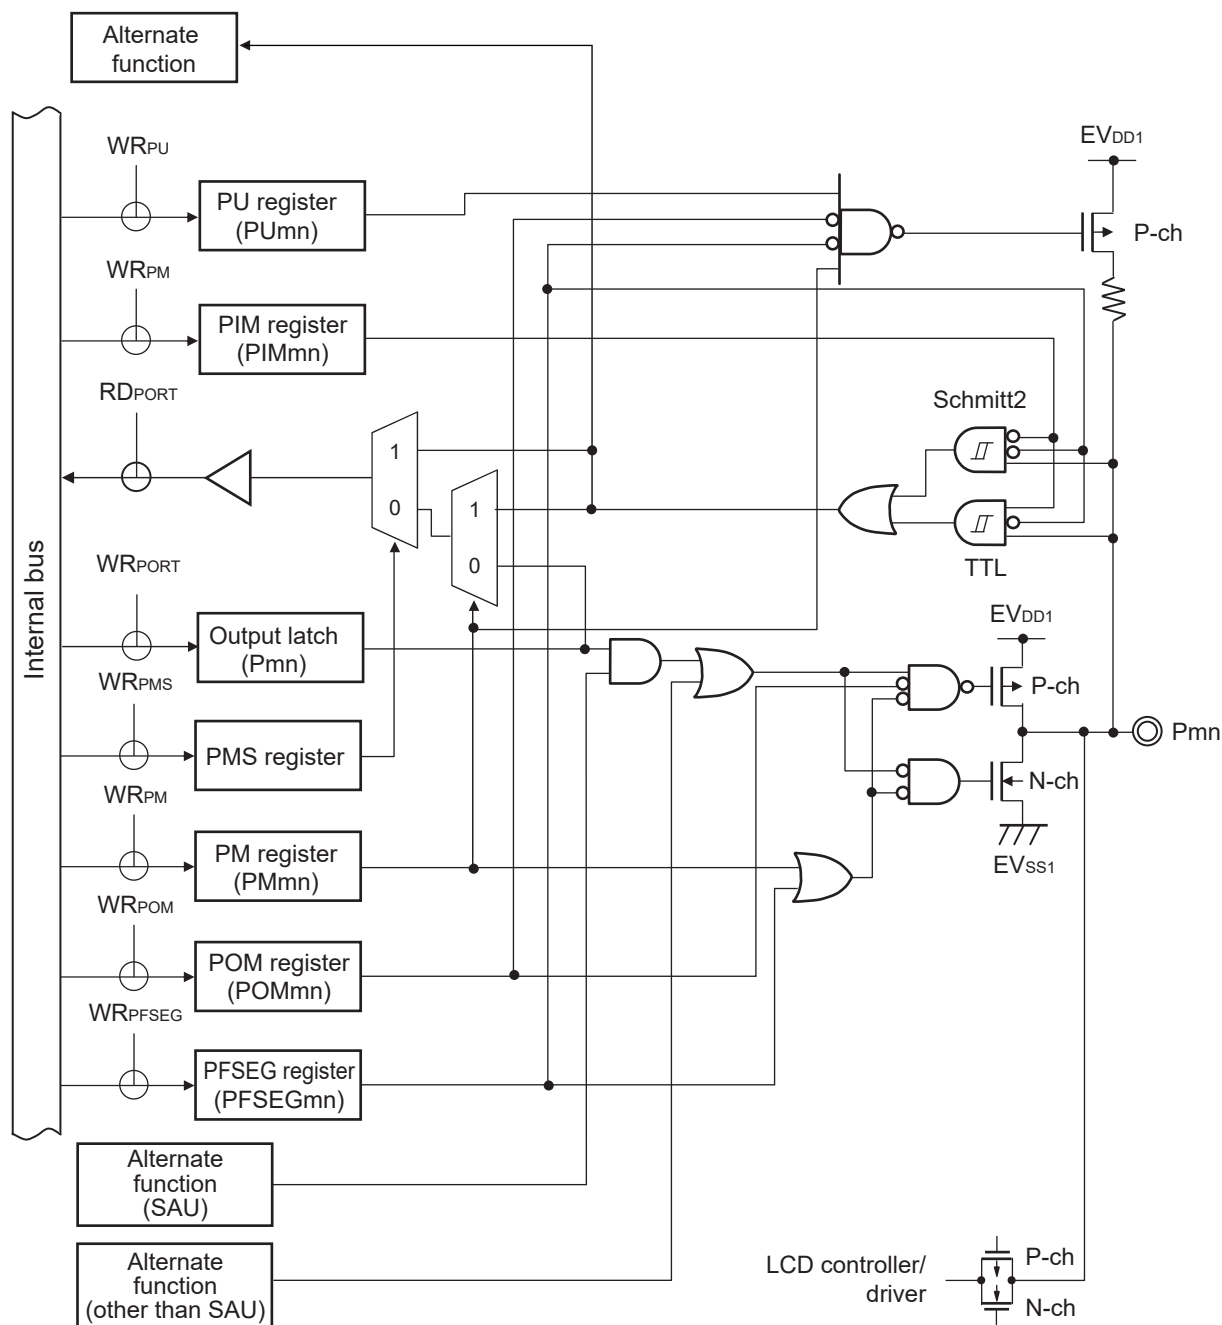 Alternate
function
WRPU
EVDD1
PU register
(PUmn)
P-ch
WRPM
PIM register
(PIMmn)
RDPORT
Schmitt2
1
0
1
0
TTL
Internal bus
WRPORT
EVDD1
Output latch
(Pmn)
WRPMS
P-ch
Pmn
PMS register
N-ch
WRPM
PM register
(PMmn)
EVSS1
WRPOM
POM register
(POMmn)
WRPFSEG
PFSEG register
(PFSEGmn)
Alternate
function
(SAU)
Alternate
function
(other than SAU)
P-ch
LCD controller/
driver
N-ch